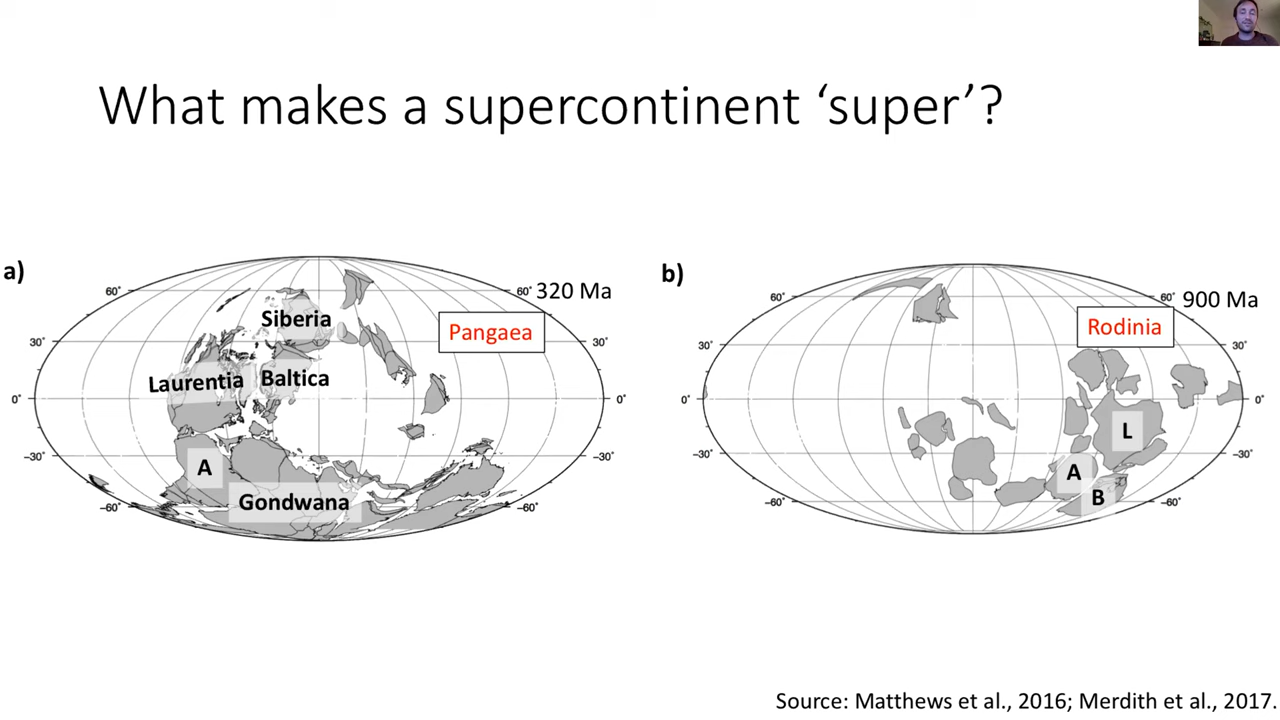 What makes a supercontinent ‘super’?
a)
60°
60°
320 Ma
Siberia
Pangaea
30°
30°
Laurentia
Baltica
0°
0°
A
−30°
−30°
Gondwana
−60°
−60°
b)
60°
60°
900 Ma
Rodinia
30°
30°
0°
0°
L
−30°
−30°
A
B
−60°
−60°
Source: Matthews et al., 2016; Merdith et al., 2017.